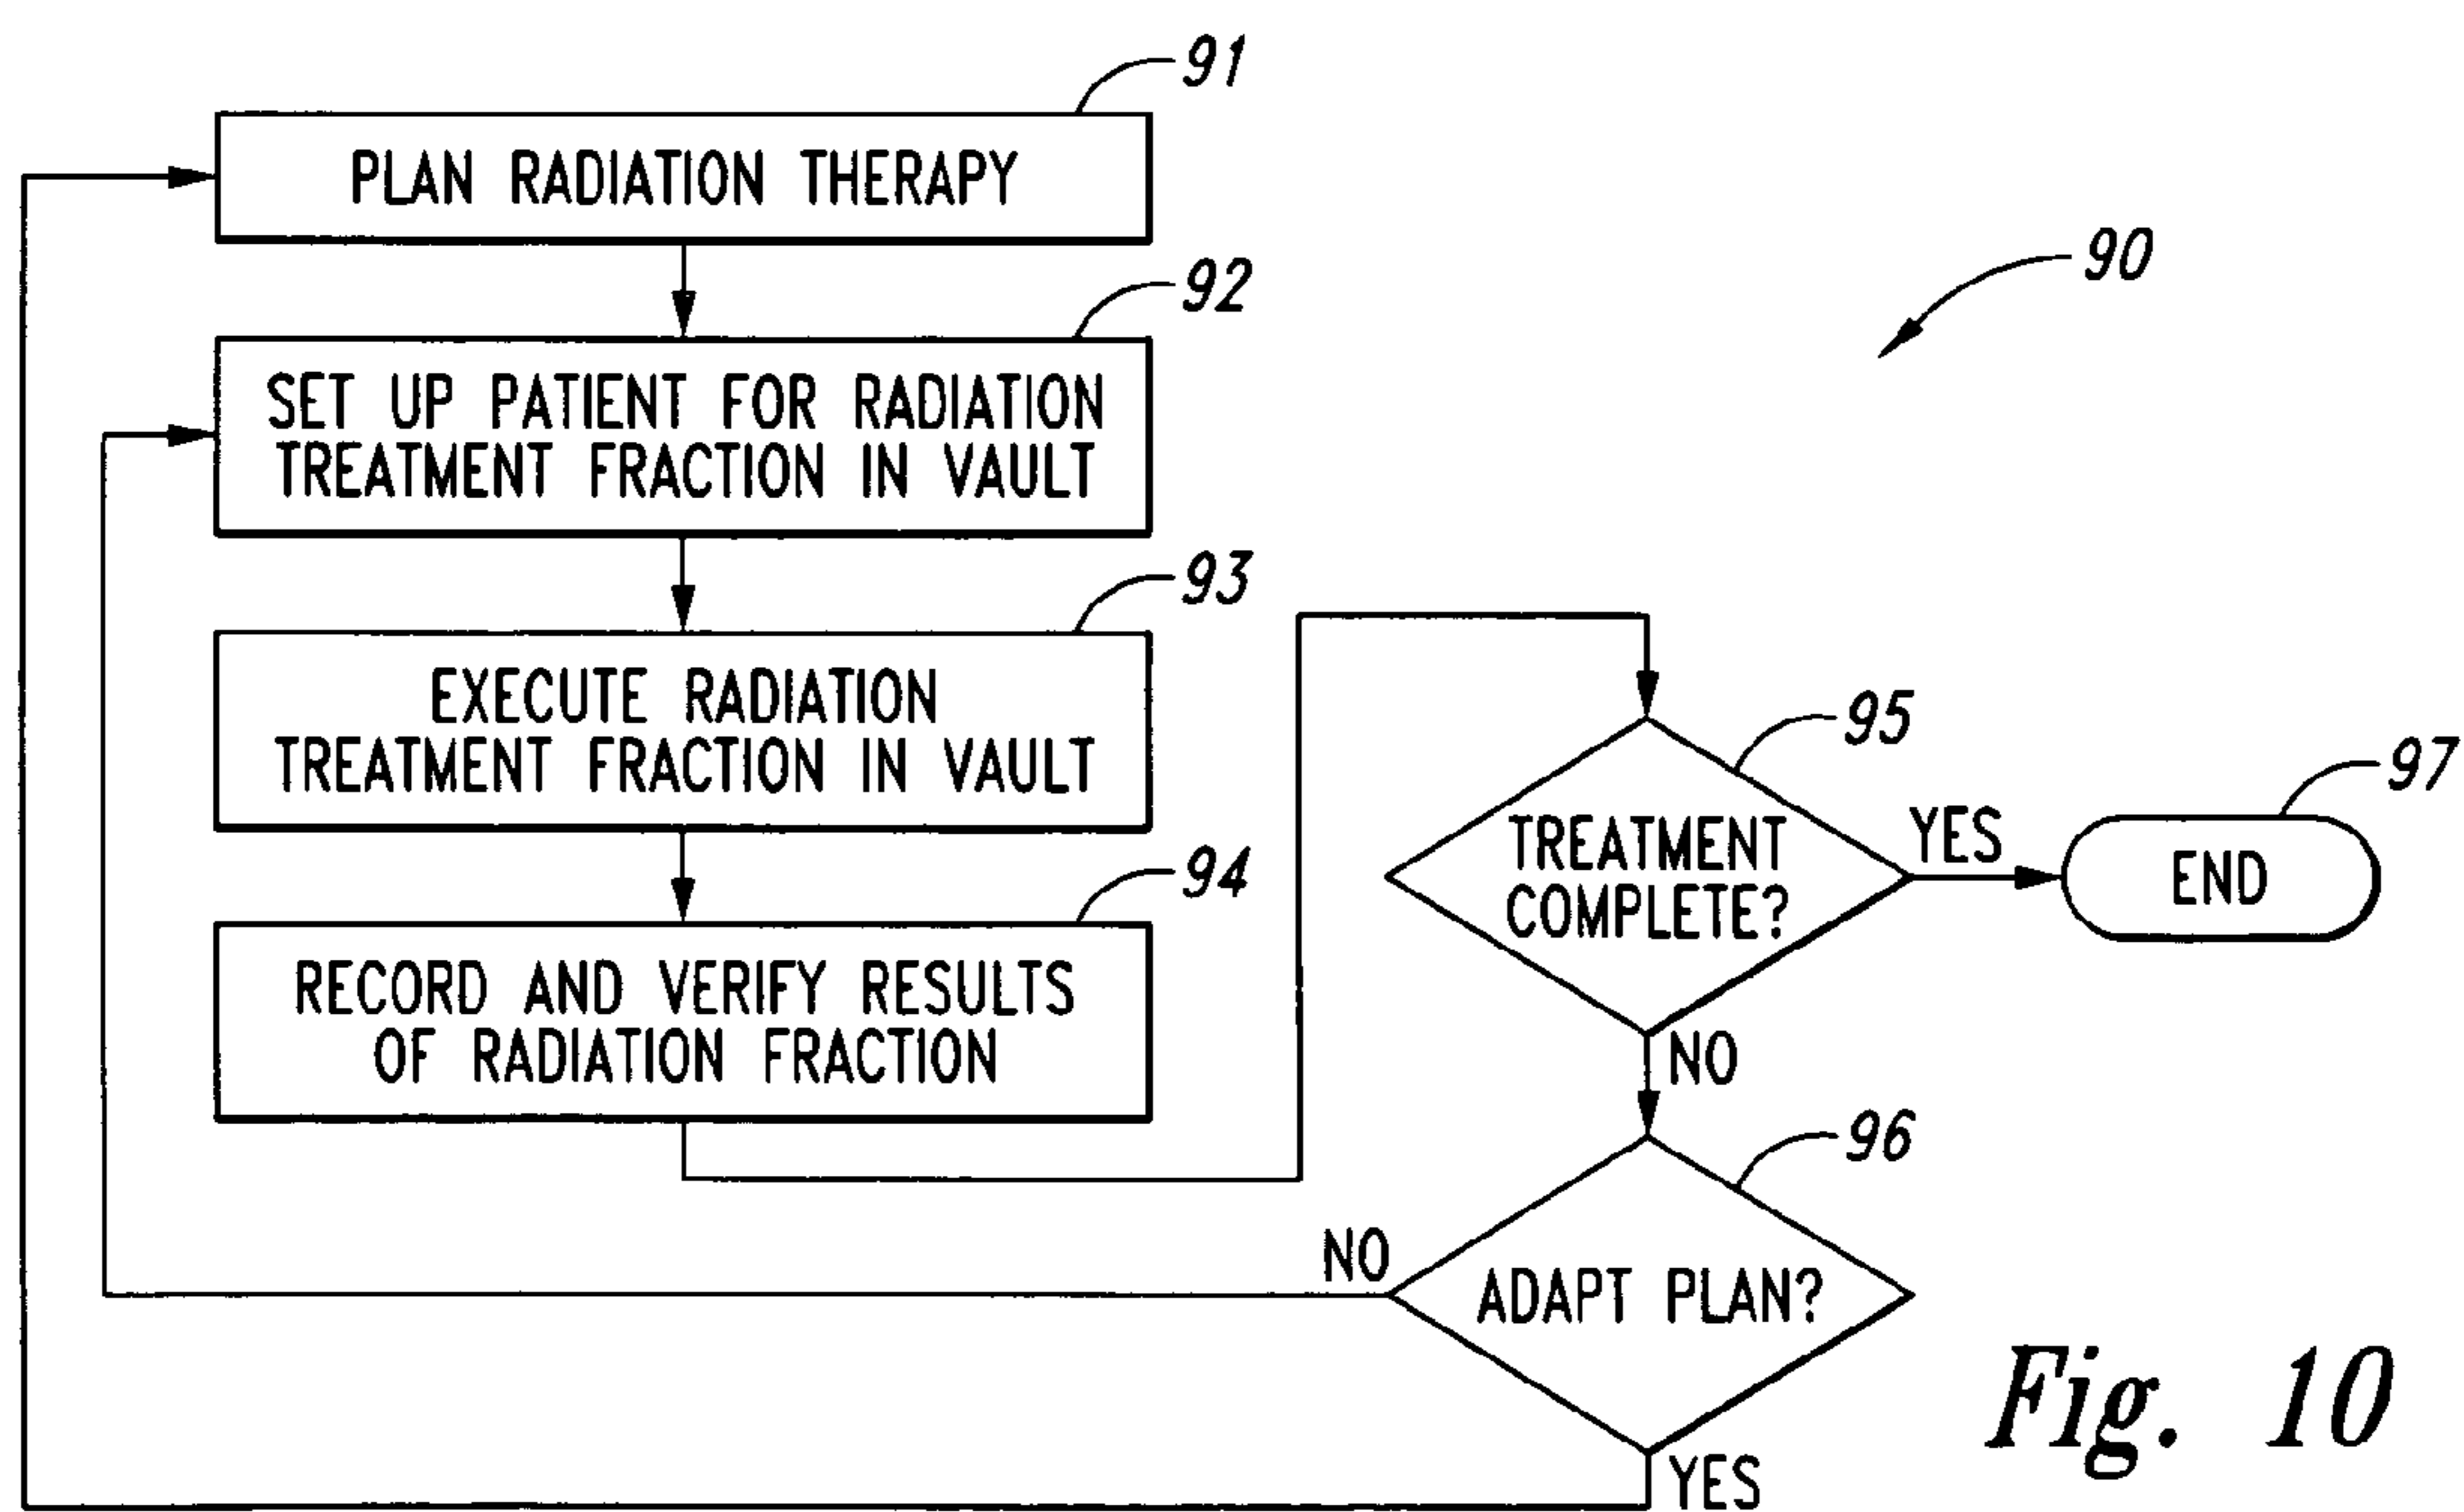 91
PLAN RADIATION THERAPY
90
92
SET UP PATIENT FOR RADIATION
TREATMENT FRACTION IN VAULT
93
EXECUTE RADIATION
TREATMENT FRACTION IN VAULT
94
RECORD AND VERIFY RESULTS
OF RADIATION FRACTION
95
TREATMENT
COMPLETE?
YES
97
END
NO
96
ADAPT PLAN?
NO
YES
Fig. 10